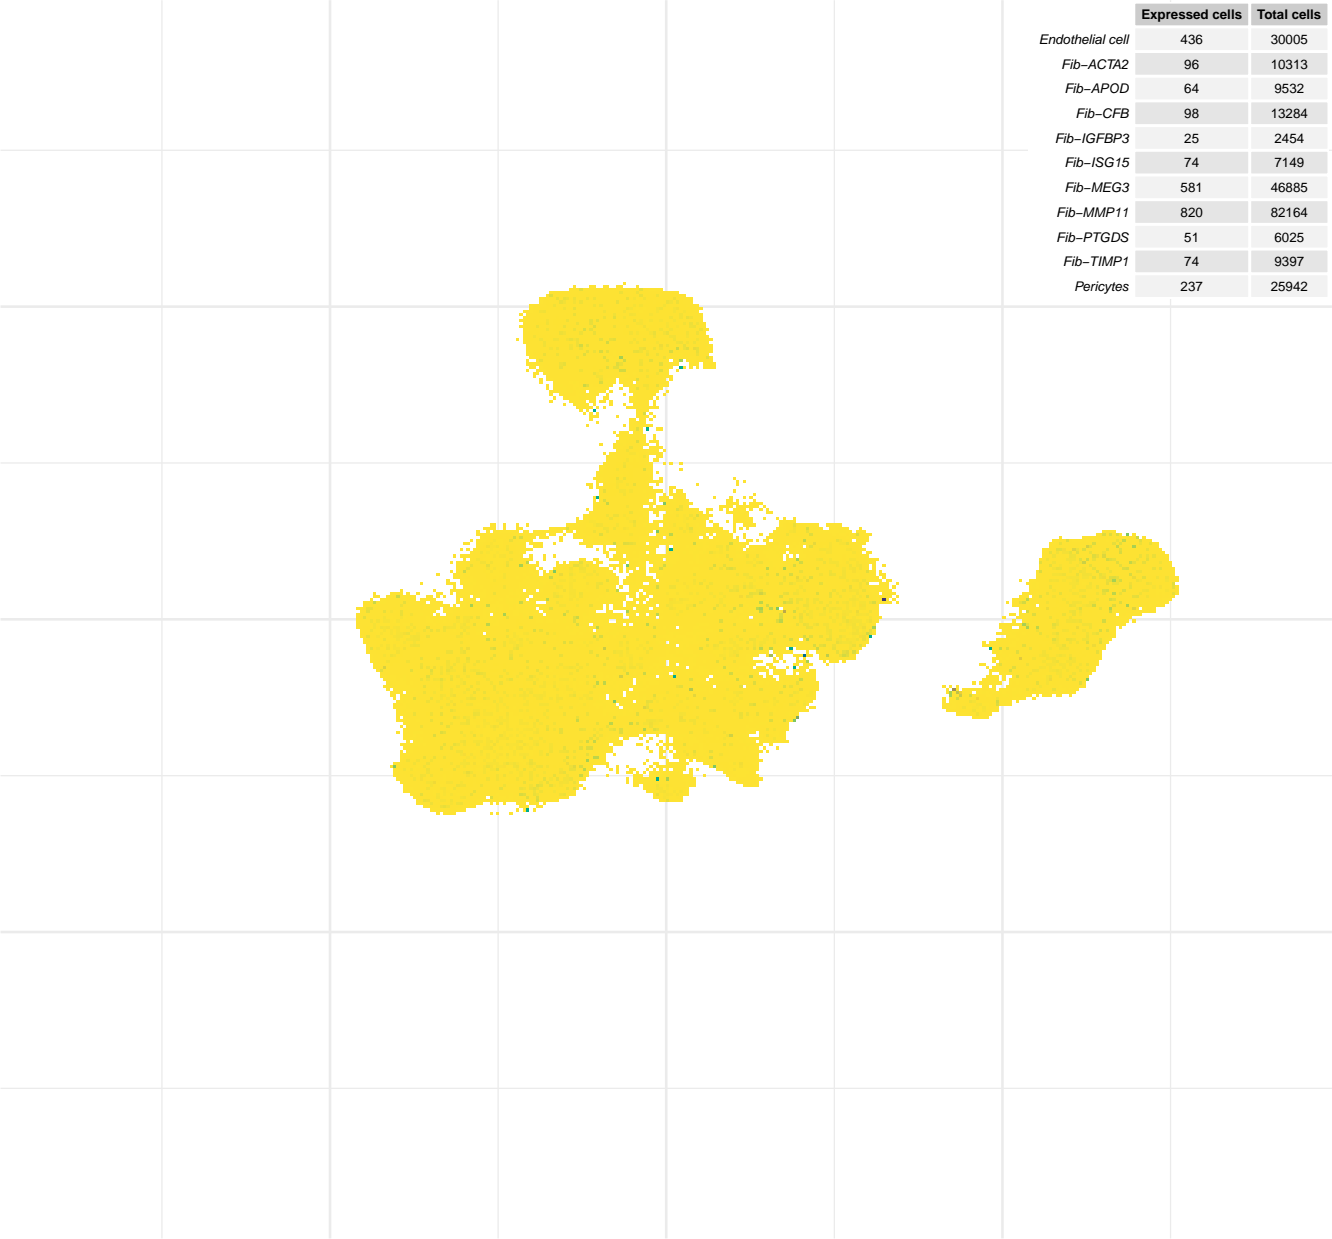 Expressed cells Total cells
Endothelial cell 436 30005
Fib−ACTA2 96 10313
Fib−APOD 64 9532
Fib−CFB 98 13284
Fib−IGFBP3 25 2454
Fib−ISG15 74 7149
Fib−MEG3 581 46885
Fib−MMP11 820 82164
Fib−PTGDS 51 6025
Fib−TIMP1 74 9397
Pericytes 237 25942